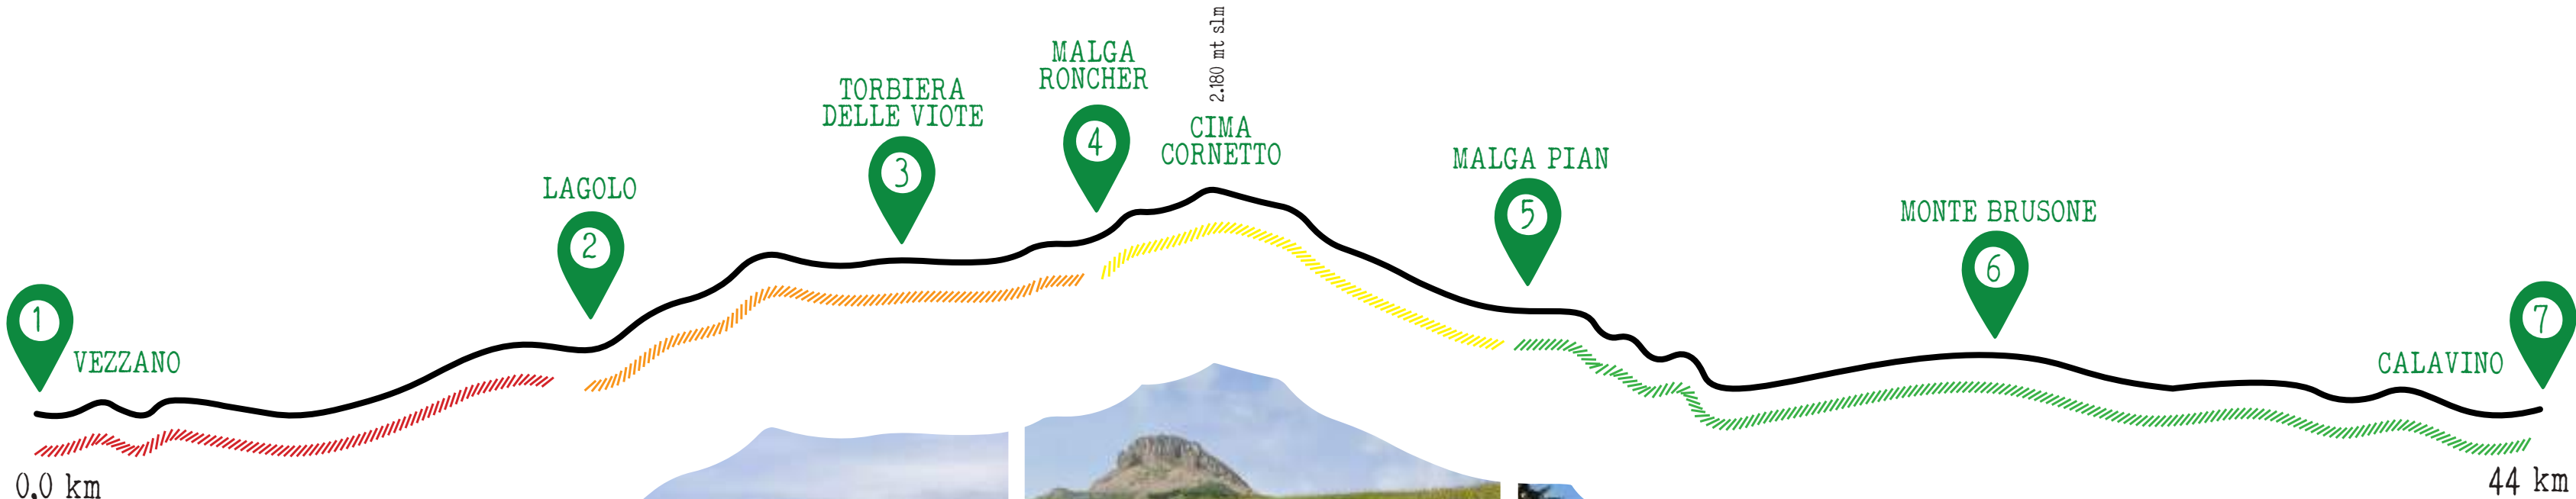 2.180 mt slm
MALGA
RONCHER
4
TORBIERA
DELLE VIOTE
3
CIMA
CORNETTO
MALGA PIAN
5
LAGOLO
2
MONTE BRUSONE
6
1
VEZZANO
7
CALAVINO
0,0 km
44 km